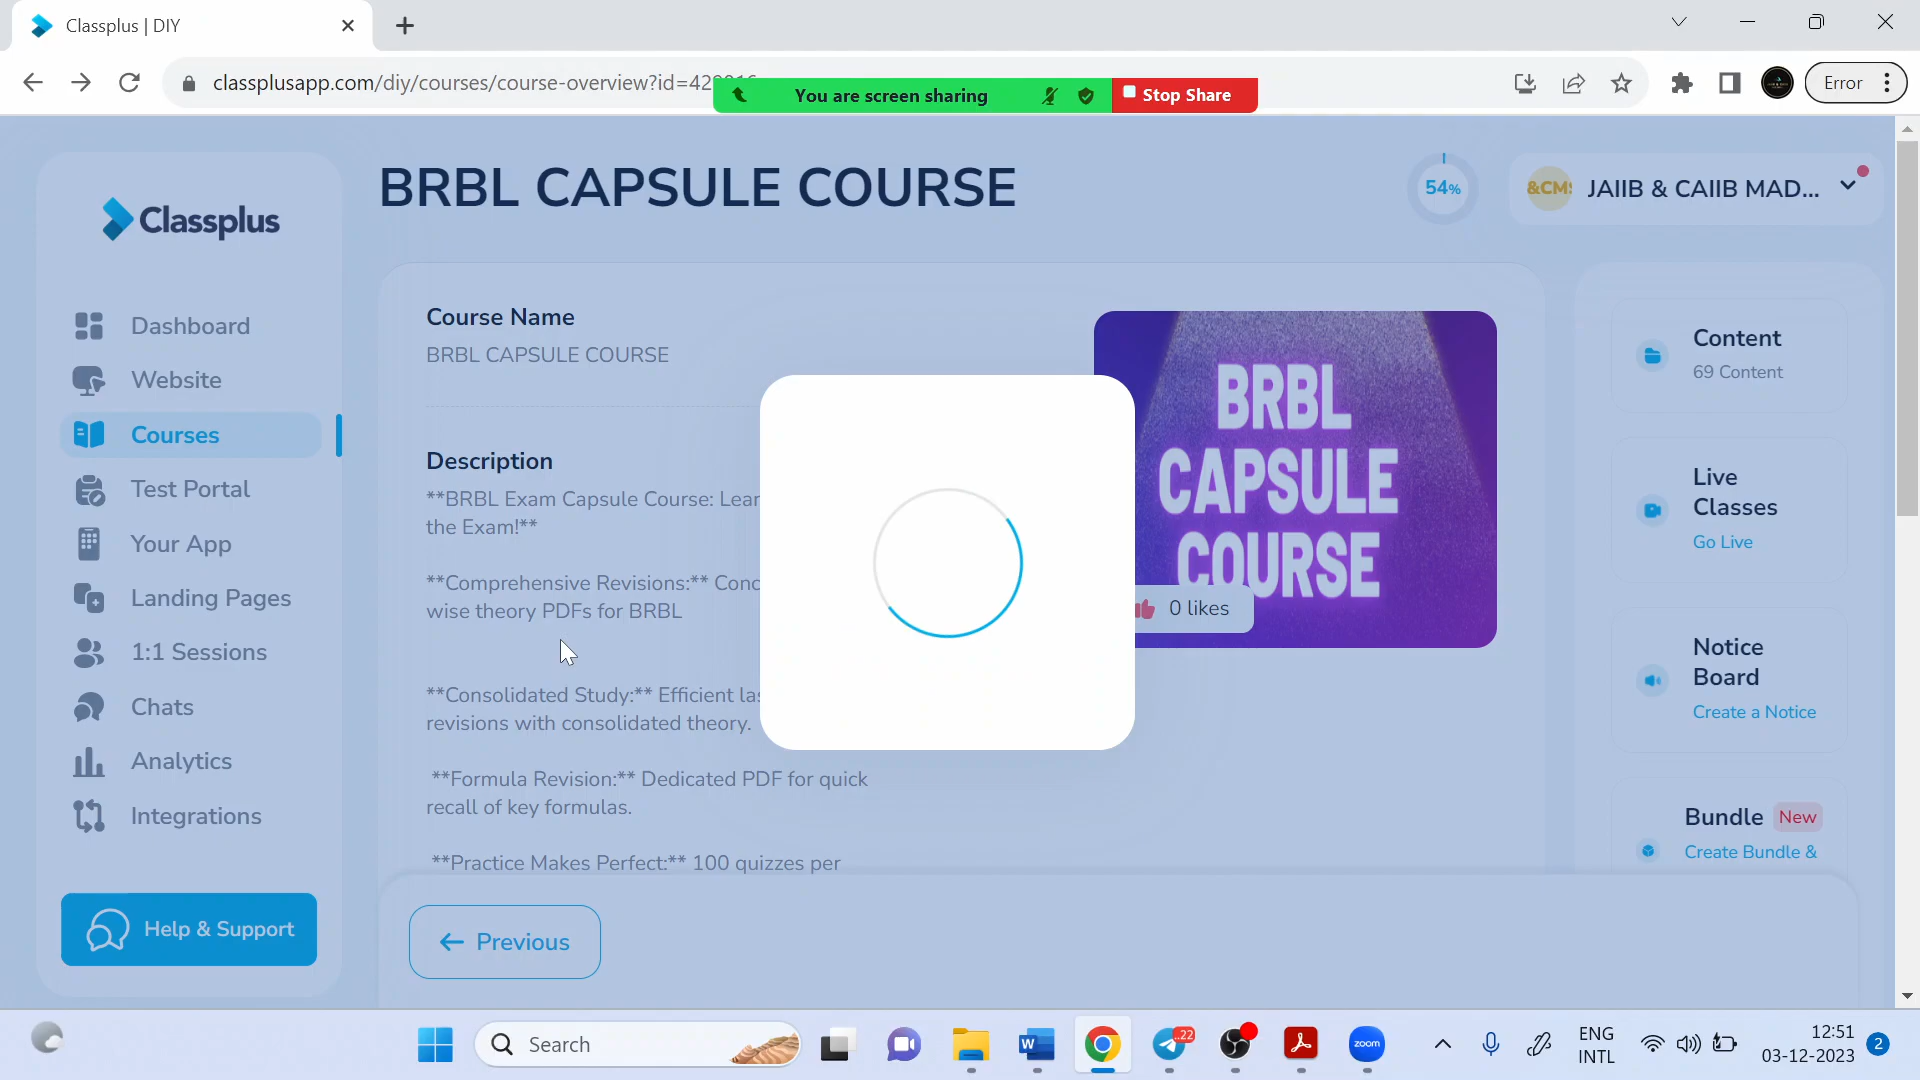 Classplus | DIY
classplusapp.com/diy/courses/course-overview?id=42
You are screen sharing
Stop Share
Error
Classplus
BRBL CAPSULE COURSE
54%
&CM
JAIIB & CAIIB MAD...
Dashboard
Website
Courses
Test Portal
Your App
Landing Pages
1:1 Sessions
Chats
Analytics
Integrations
Help & Support
Course Name
BRBL CAPSULE COURSE
Description
**BRBL Exam Capsule Course: Lear
the Exam!**
**Comprehensive Revisions:** Conc
wise theory PDFs for BRBL
**Consolidated Study:** Efficient las
revisions with consolidated theory.
**Formula Revision:** Dedicated PDF for quick
recall of key formulas.
**Practice Makes Perfect:** 100 quizzes per
BRBL
CAPSULE
COURSE
0 likes
Content
69 Content
Live
Classes
Go Live
Notice
Board
Create a Notice
Bundle New
Create Bundle &
← Previous
Search
W
..22
zoom
ENG
INTL
12:51
03-12-2023
2